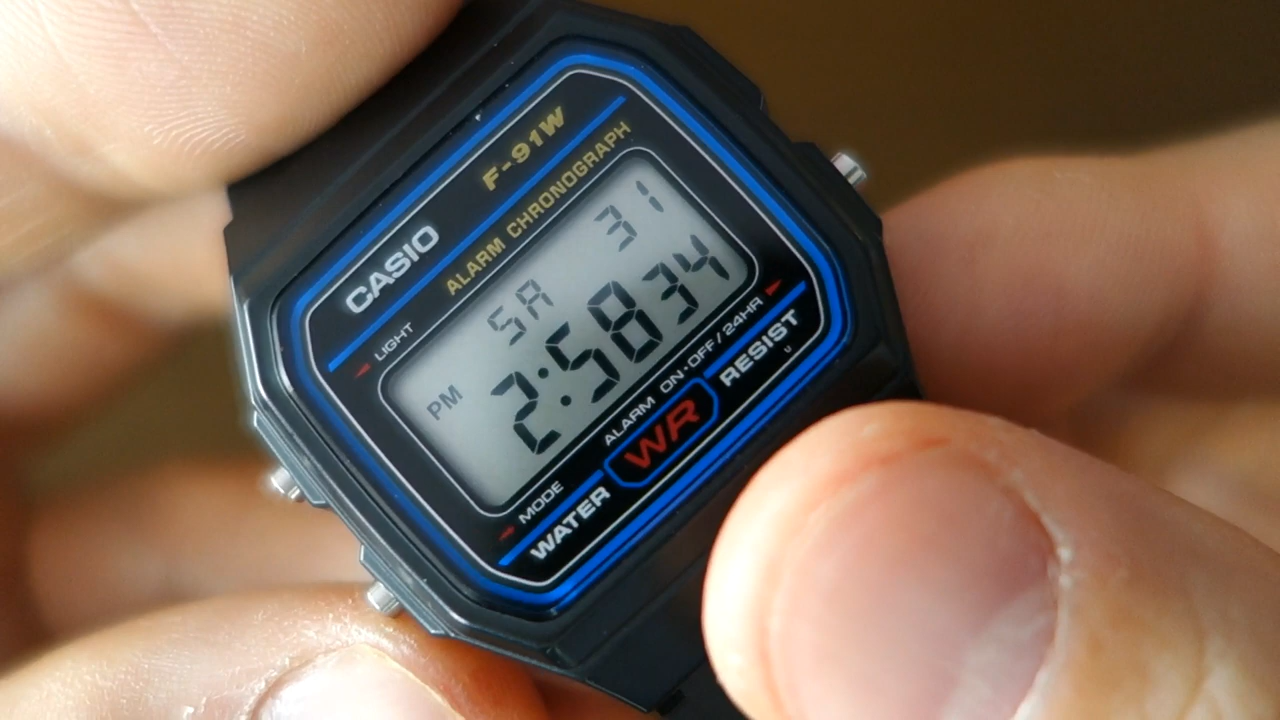 F-91W
CASIO
ALARM CHRONOGRAPH
LIGHT
SA 31
PM 2:58 34
ALARM ON·OFF/24HR
MODE
WATER WR RESIST
U